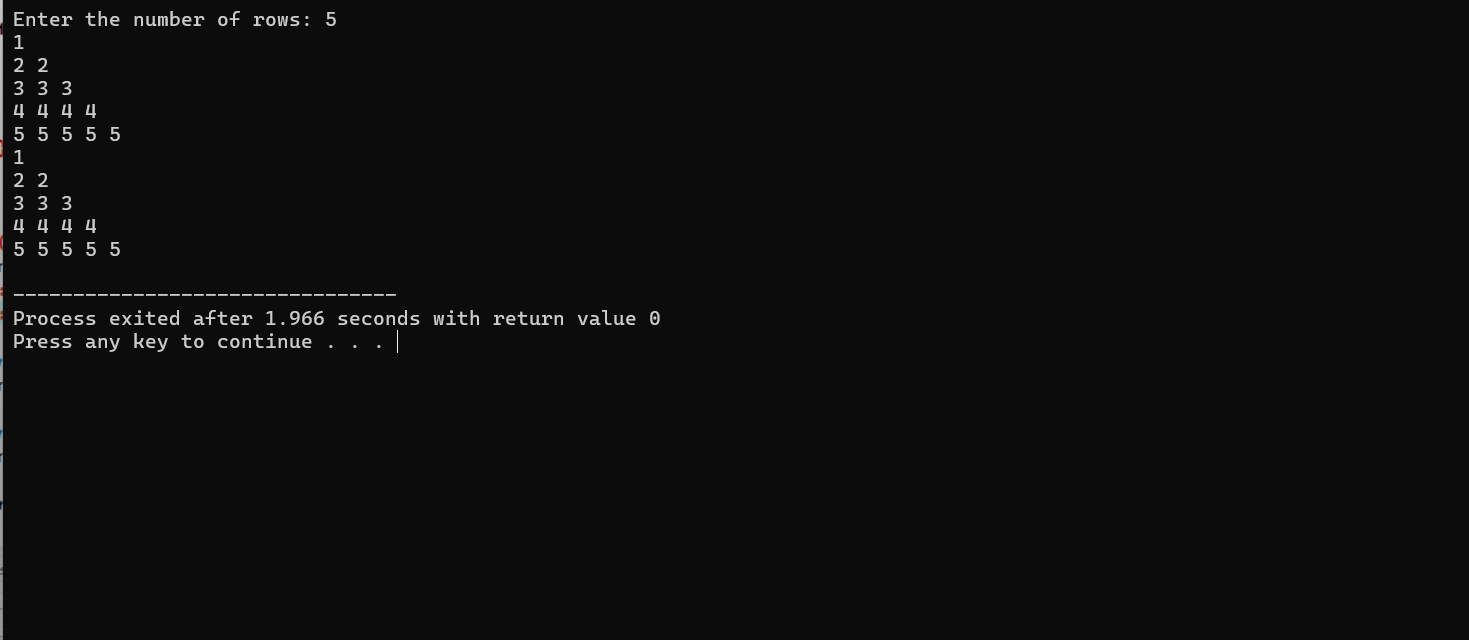 Enter the number of rows: 5
1
2 2
3 3 3
4 4 4 4
5 5 5 5 5
1
2 2
3 3 3
4 4 4 4
5 5 5 5 5
--------------------------------
Process exited after 1.966 seconds with return value 0
Press any key to continue . . .